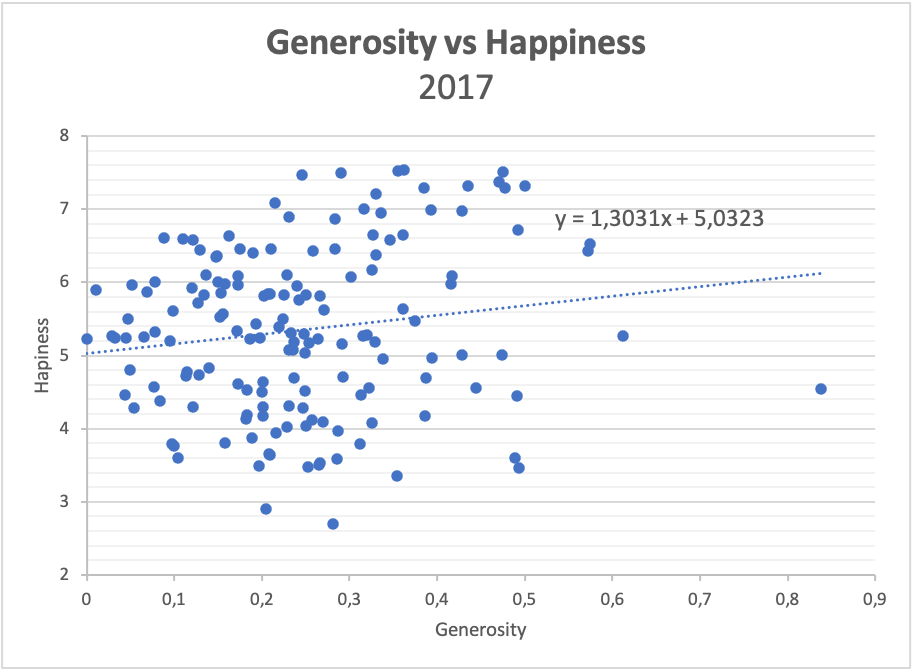 Generosity vs Happiness
2017
8
7
y = 1,3031x + 5,0323
6
5
4
3
2
Hapiness
0 0,1 0,2 0,3 0,4 0,5 0,6 0,7 0,8 0,9
Generosity